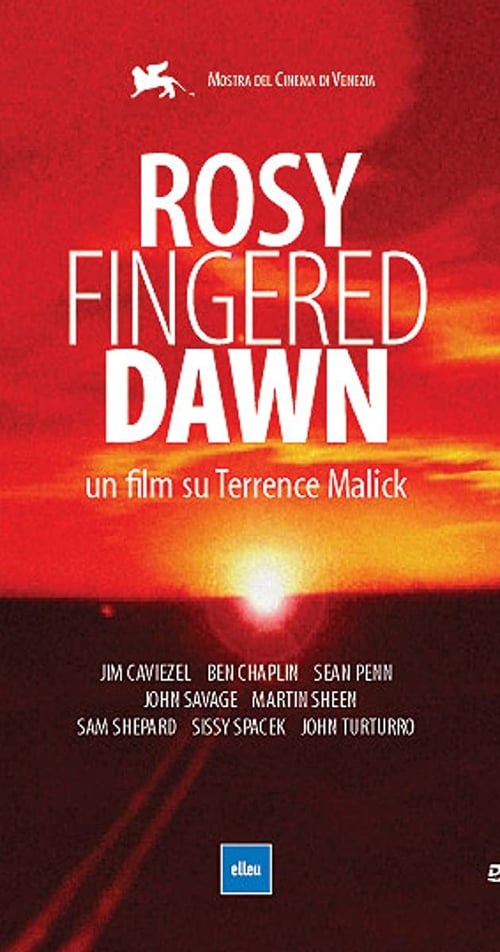 MOSTRA DEL CINEMA DI VENEZIA
ROSY
FINGERED
DAWN
un film su Terrence Malick
JIM CAVIEZEL BEN CHAPLIN SEAN PENN
JOHN SAVAGE MARTIN SHEEN
SAM SHEPARD SISSY SPACEK JOHN TURTURRO
elleu